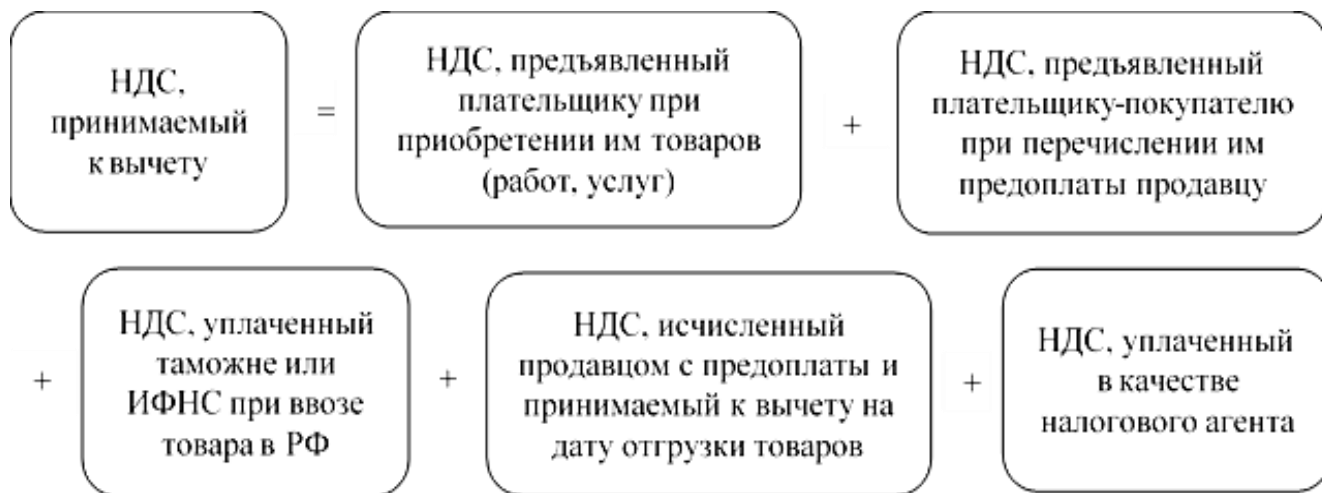 НДС,
принимаемый
к вычету
=
НДС, предъявленный
плательщику при
приобретении им товаров
(работ, услуг)
+
НДС, предъявленный
плательщику-покупателю
при перечислении им
предоплаты продавцу
+
НДС, уплаченный
таможне или
ИФНС при ввозе
товара в РФ
+
НДС, исчисленный
продавцом с предоплаты и
принимаемый к вычету на
дату отгрузки товаров
+
НДС, уплаченный
в качестве
налогового агента